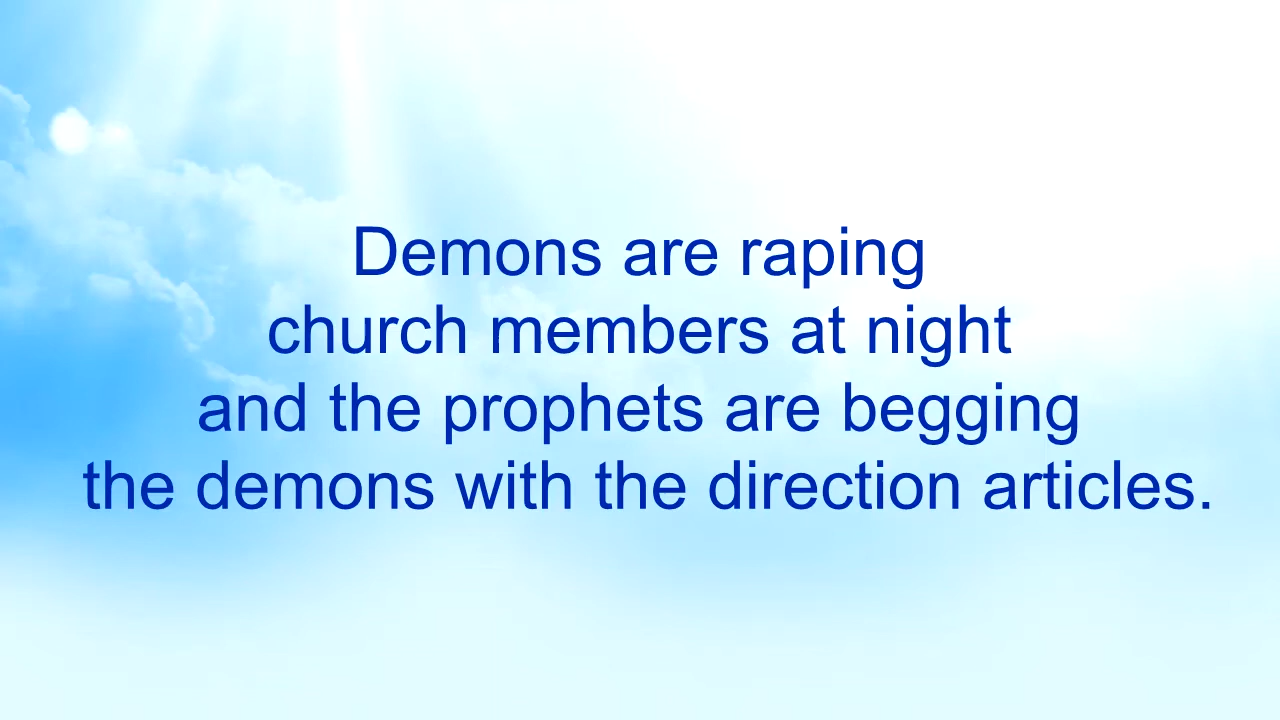 Demons are raping
church members at night
and the prophets are begging
the demons with the direction articles.